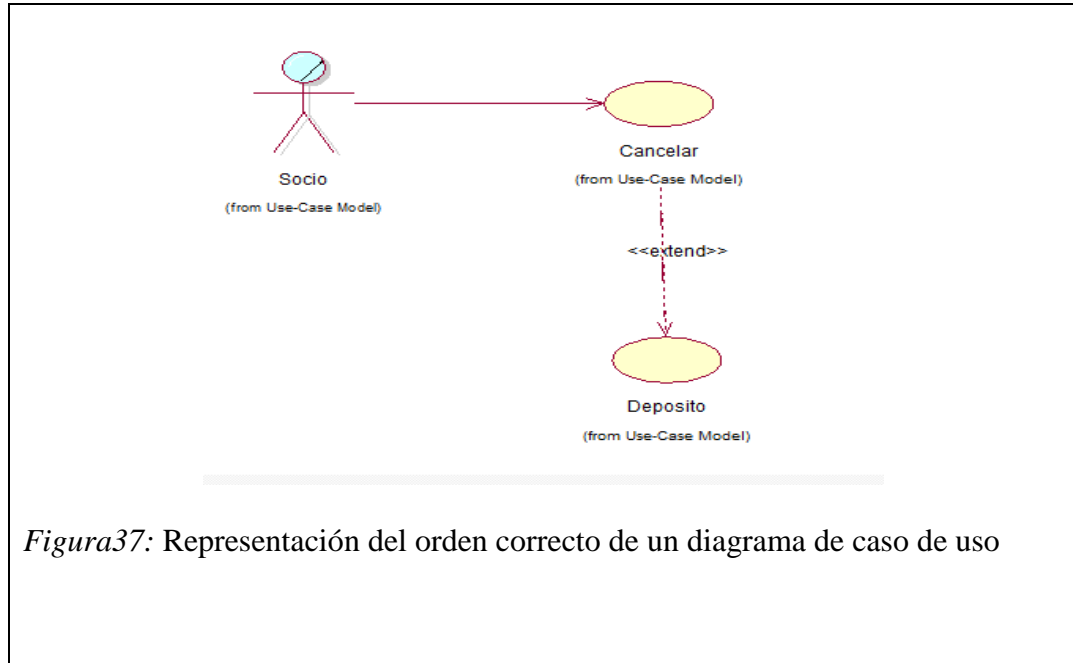 Socio
(from Use-Case Model)
Cancelar
(from Use-Case Model)
<<extend>>
Deposito
(from Use-Case Model)
Figura37: Representación del orden correcto de un diagrama de caso de uso